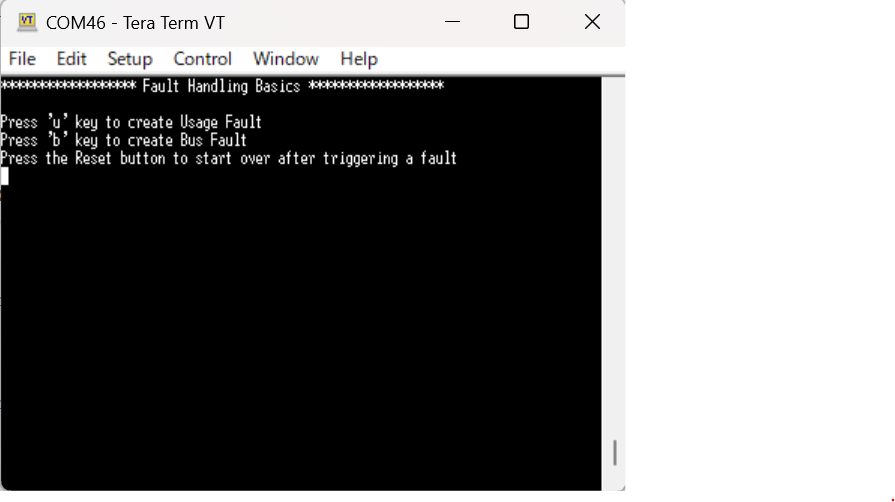 COM46 - Tera Term VT
File Edit Setup Control Window Help
******************* Fault Handling Basics *******************
Press 'u' key to create Usage Fault
Press 'b' key to create Bus Fault
Press the Reset button to start over after triggering a fault